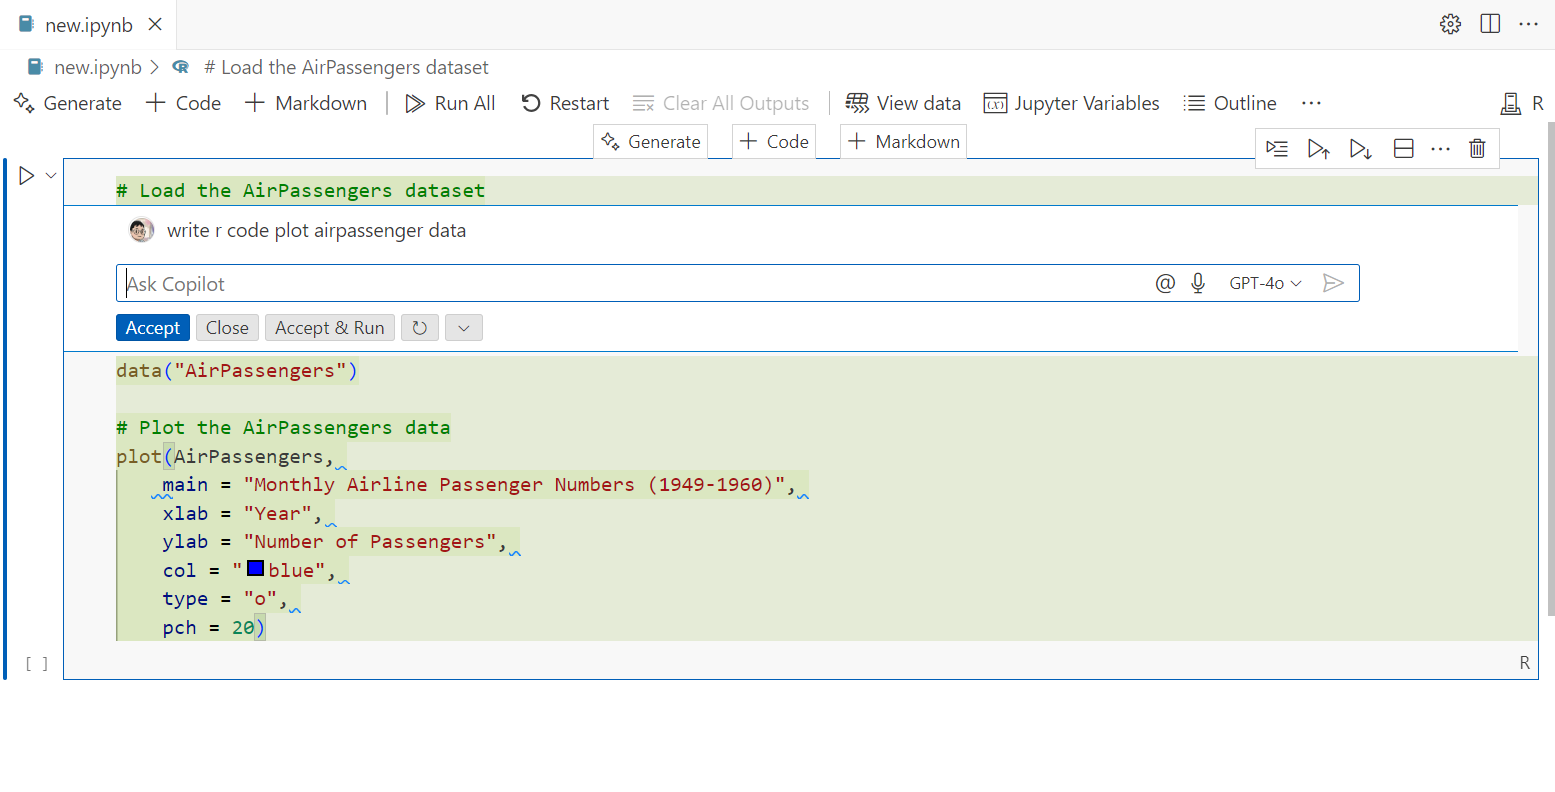 new.ipynb
new.ipynb > # Load the AirPassengers dataset
Generate + Code + Markdown | Run All Restart Clear All Outputs | View data Jupyter Variables Outline ··· R
Generate + Code + Markdown
# Load the AirPassengers dataset
write r code plot airpassenger data
Ask Copilot @ GPT-4o
Accept Close Accept & Run
data("AirPassengers")
# Plot the AirPassengers data
plot(AirPassengers,
main = "Monthly Airline Passenger Numbers (1949-1960)",
xlab = "Year",
ylab = "Number of Passengers",
col = "blue",
type = "o",
pch = 20)
[ ] R